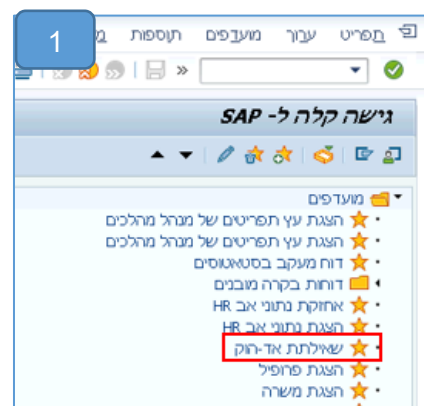 1
תפריט ערוך מועדפים תוספות
«
גישה קלה ל- SAP
מועדפים
הצגת עץ תפריטים של מנהל מהלכים
הצגת עץ תפריטים של מנהל מהלכים
דוח מעקב בסטאטוסים
דוחות בקרה מובנים
אחזקת נתוני אב HR
הצגת נתוני אב HR
שאילתת אד-הוק
הצגת פרופיל
הצגת משרה